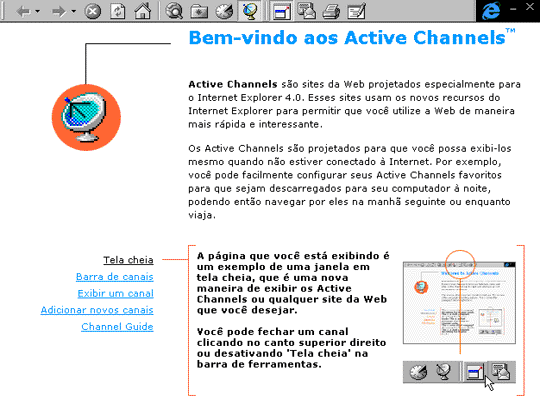 Bem-vindo aos Active Channels™
Active Channels são sites da Web projetados especialmente para
o Internet Explorer 4.0. Esses sites usam os novos recursos do
Internet Explorer para permitir que você utilize a Web de maneira
mais rápida e interessante.
Os Active Channels são projetados para que você possa exibi-los
mesmo quando não estiver conectado à Internet. Por exemplo,
você pode facilmente configurar seus Active Channels favoritos
para que sejam descarregados para seu computador à noite,
podendo então navegar por eles na manhã seguinte ou enquanto
viaja.
Tela cheia
Barra de canais
Exibir um canal
Adicionar novos canais
Channel Guide
A página que você está exibindo é
um exemplo de uma janela em
tela cheia, que é uma nova
maneira de exibir os Active
Channels ou qualquer site da Web
que você desejar.
Você pode fechar um canal
clicando no canto superior direito
ou desativando 'Tela cheia' na
barra de ferramentas.